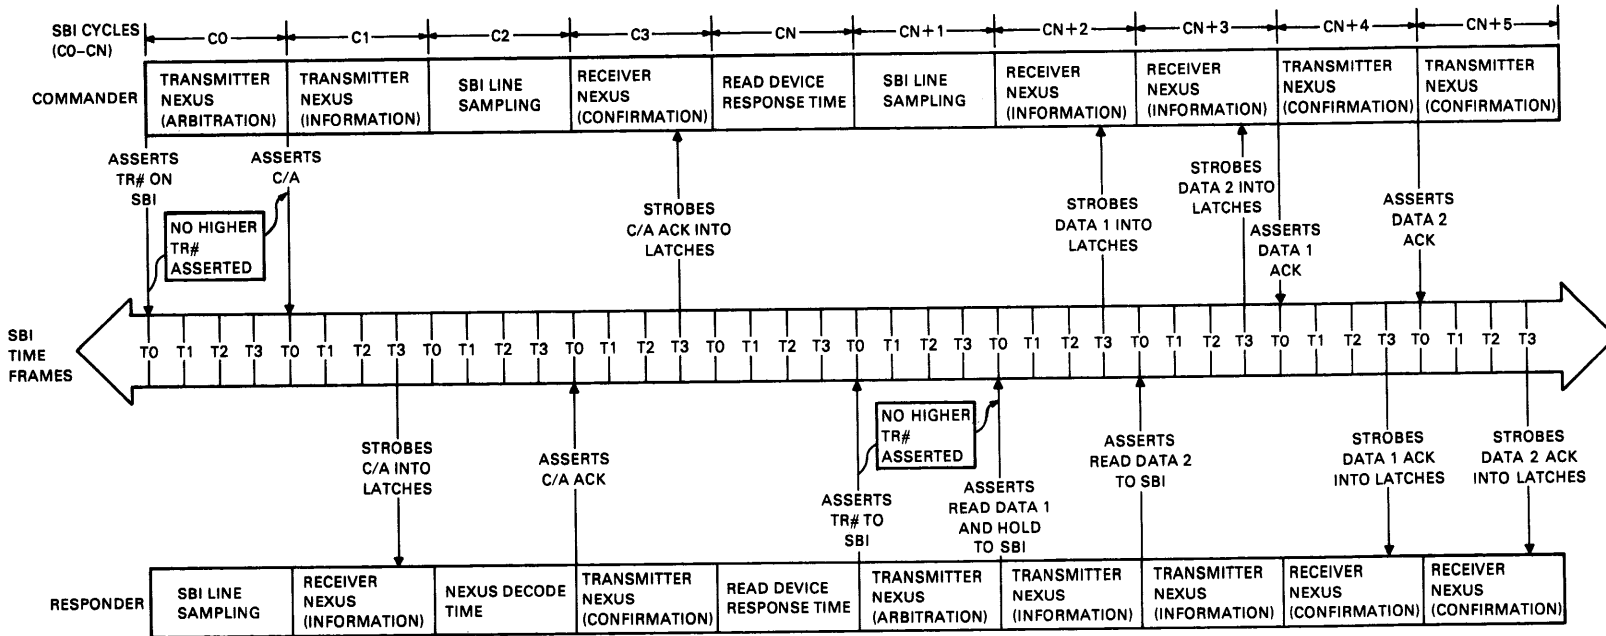 SBI CYCLES
(CO-CN)
CO
C1
C2
C3
CN
CN+1
CN+2
CN+3
CN+4
CN+5
COMMANDER
TRANSMITTER
NEXUS
(ARBITRATION)
TRANSMITTER
NEXUS
(INFORMATION)
SBI LINE
SAMPLING
RECEIVER
NEXUS
(CONFIRMATION)
READ DEVICE
RESPONSE TIME
SBI LINE
SAMPLING
RECEIVER
NEXUS
(INFORMATION)
RECEIVER
NEXUS
(INFORMATION)
TRANSMITTER
NEXUS
(CONFIRMATION)
TRANSMITTER
NEXUS
(CONFIRMATION)
ASSERTS
TR# ON
SBI
NO HIGHER
TR#
ASSERTED
ASSERTS
C/A
STROBES
C/A ACK INTO
LATCHES
STROBES
DATA 1 INTO
LATCHES
STROBES
DATA 2 INTO
LATCHES
ASSERTS
DATA 1
ACK
ASSERTS
DATA 2
ACK
SBI
TIME
FRAMES
T0 T1 T2 T3 T0 T1 T2 T3 T0 T1 T2 T3 T0 T1 T2 T3 T0 T1 T2 T3 T0 T1 T2 T3 T0 T1 T2 T3 T0 T1 T2 T3 T0 T1 T2 T3 T0 T1 T2 T3
STROBES
C/A INTO
LATCHES
ASSERTS
C/A ACK
ASSERTS
TR# TO
SBI
NO HIGHER
TR#
ASSERTED
ASSERTS
READ DATA 1
AND HOLD
TO SBI
ASSERTS
READ DATA 2
TO SBI
STROBES
DATA 1 ACK
INTO LATCHES
STROBES
DATA 2 ACK
INTO LATCHES
RESPONDER
SBI LINE
SAMPLING
RECEIVER
NEXUS
(INFORMATION)
NEXUS DECODE
TIME
TRANSMITTER
NEXUS
(CONFIRMATION)
READ DEVICE
RESPONSE TIME
TRANSMITTER
NEXUS
(ARBITRATION)
TRANSMITTER
NEXUS
(INFORMATION)
TRANSMITTER
NEXUS
(INFORMATION)
RECEIVER
NEXUS
(CONFIRMATION)
RECEIVER
NEXUS
(CONFIRMATION)